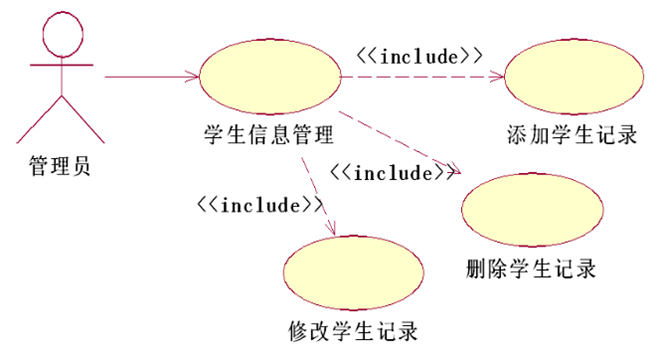 <<include>>
学生信息管理
添加学生记录
管理员
<<include>>
<<include>>
删除学生记录
修改学生记录